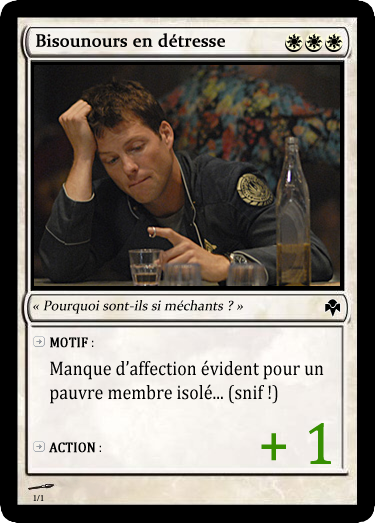 Bisounours en détresse
« Pourquoi sont-ils si méchants ? »
MOTIF :
Manque d'affection évident pour un
pauvre membre isolé... (snif !)
ACTION :
+ 1
1/1